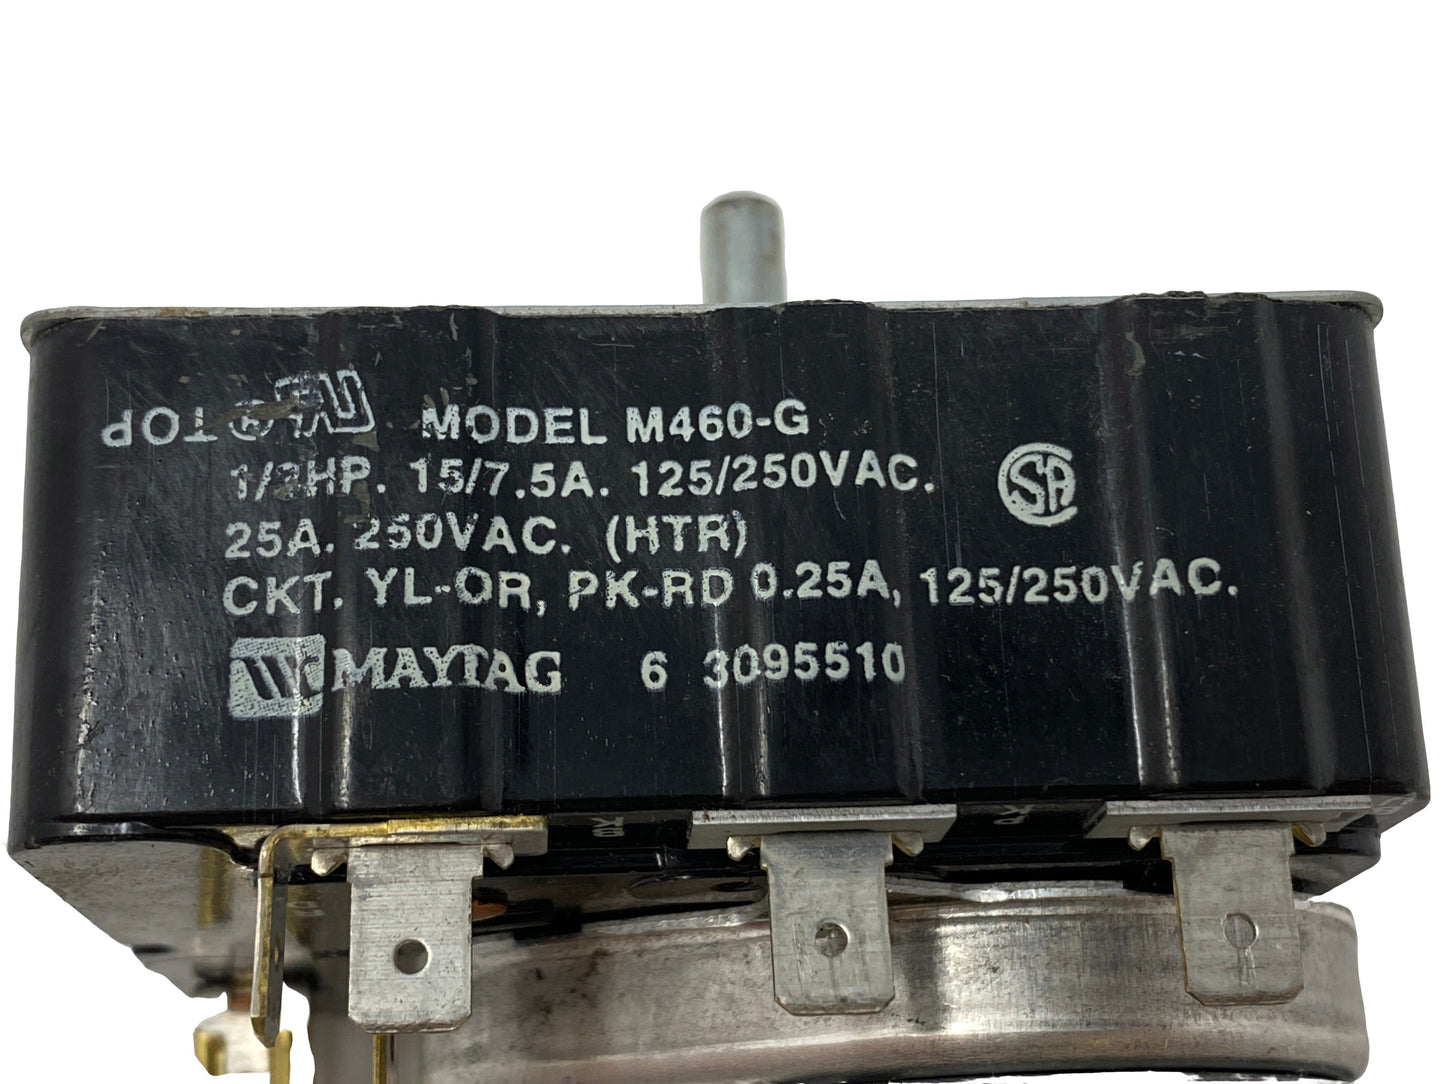 TOP ® MODEL M460-G
1/2HP. 15/7.5A. 125/250VAC.
25A. 250VAC. (HTR)
CKT. YL-OR, PK-RD 0.25A, 125/250VAC.
MAYTAG 6 3095510